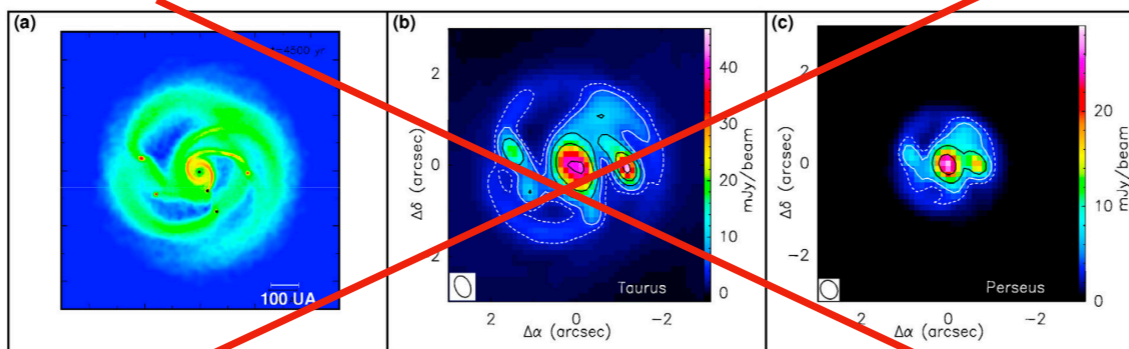 (a)
=4500 yr
100 UA
(b)
2
0
2
2 0 −2
Δδ (arcsec)
Δα (arcsec)
Taurus
40
30
20
10
0
mJy/beam
(c)
2
0
−2
2 0 −2
Δδ (arcsec)
Δα (arcsec)
Perseus
20
10
0
mJy/beam